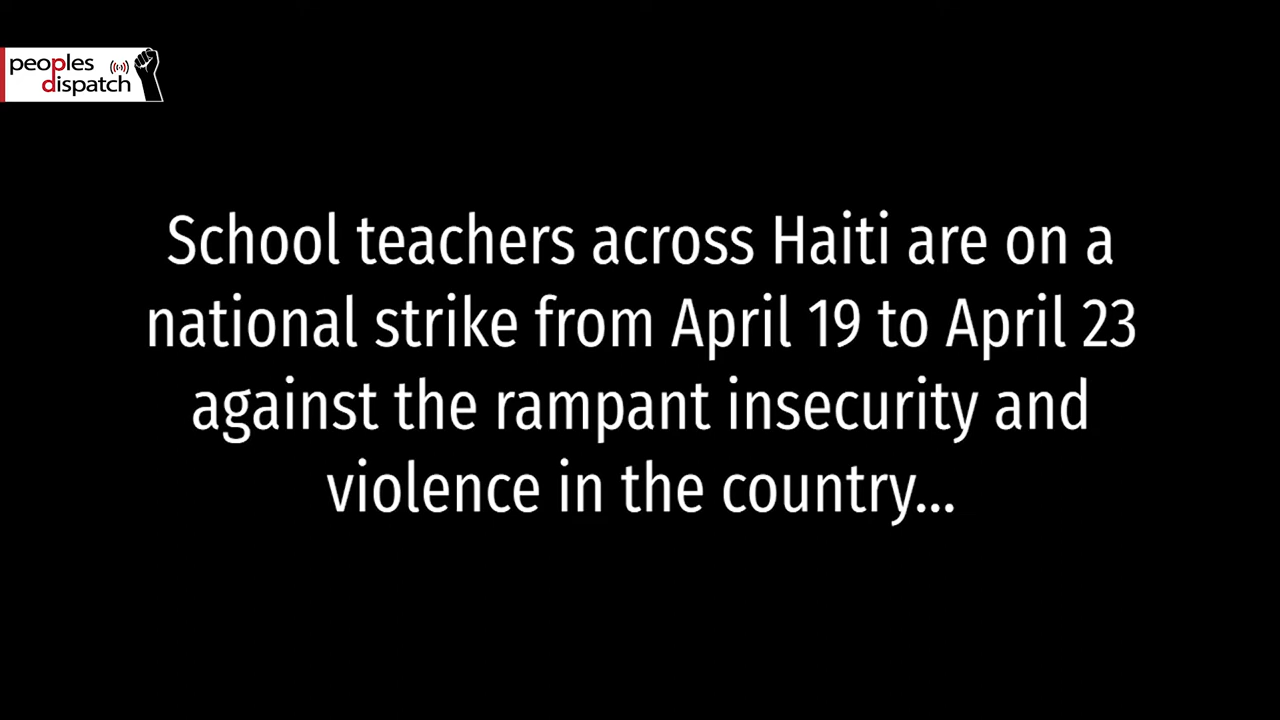 peoples
dispatch
School teachers across Haiti are on a
national strike from April 19 to April 23
against the rampant insecurity and
violence in the country...